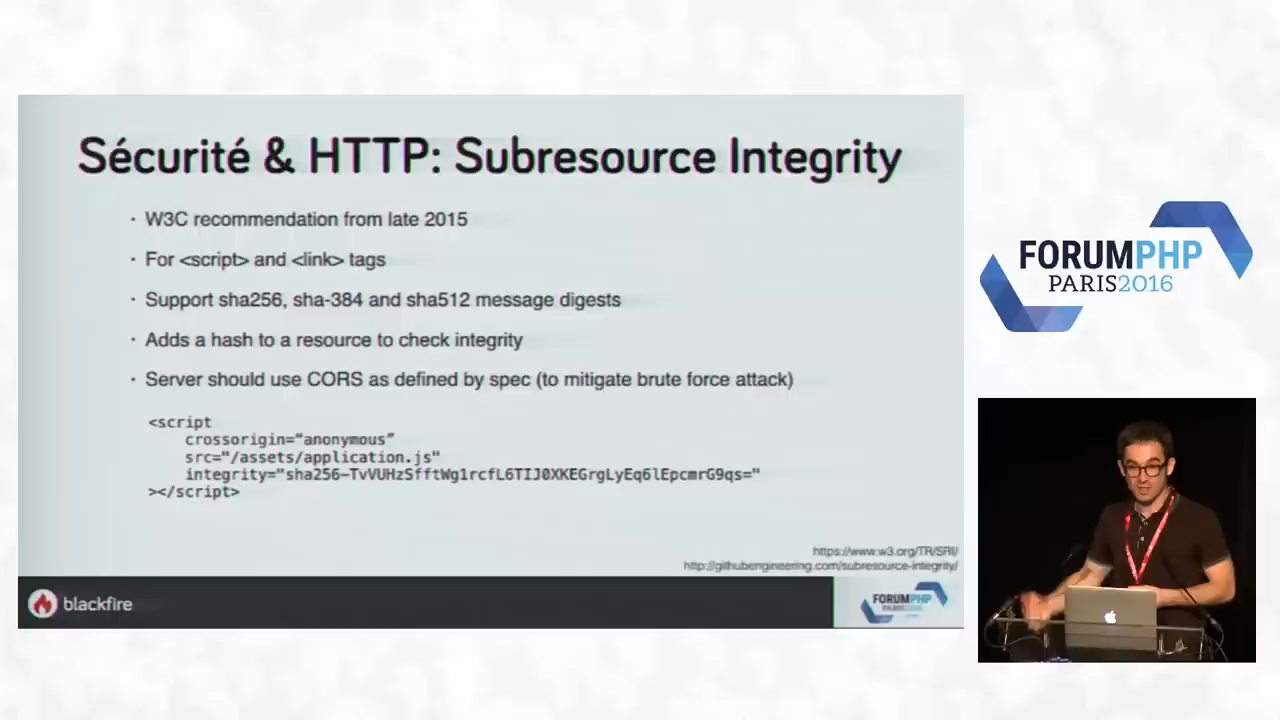 Sécurité & HTTP: Subresource Integrity
· W3C recommendation from late 2015
· For <script> and <link> tags
· Support sha256, sha-384 and sha512 message digests
· Adds a hash to a resource to check integrity
· Server should use CORS as defined by spec (to mitigate brute force attack)
<script
crossorigin="anonymous"
src="/assets/application.js"
integrity="sha256-TvVUHzSfftWg1rcfL6TIJ0XKEGrgLyEq6lEpcmrG9qs="
></script>
https://www.w3.org/TR/SRI/
http://githubengineering.com/subresource-integrity/
blackfire
FORUMPHP
PARIS2016
FORUMPHP
PARIS2016